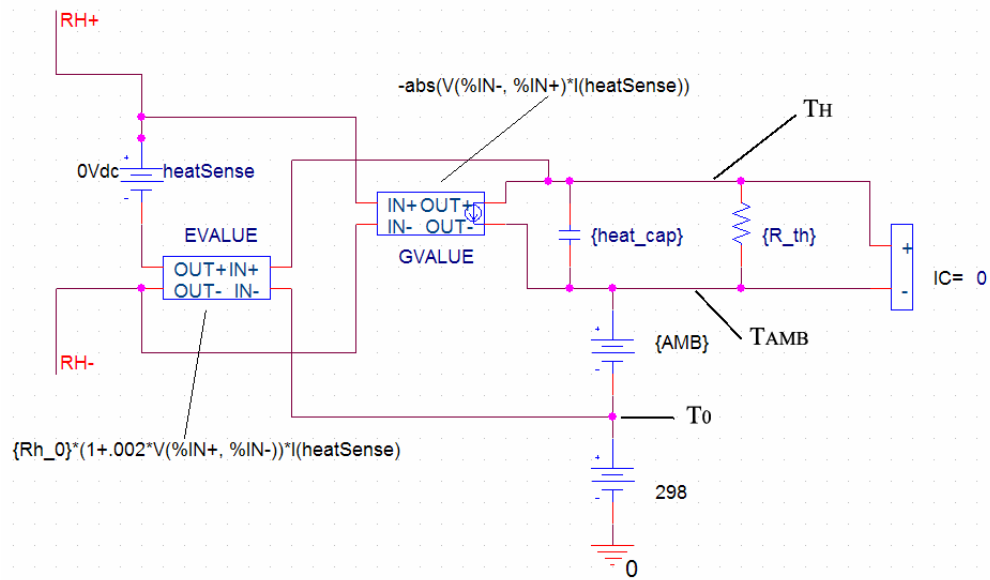 RH+
-abs(V(%IN-, %IN+)*I(heatSense))
TH
0Vdc
heatSense
+
-
IN+ OUT+
IN- OUT-
GVALUE
EVALUE
OUT+ IN+
OUT- IN-
{heat_cap}
{R_th}
+
-
IC= 0
RH-
+
-
{AMB}
TAMB
T0
{Rh_0}*(1+.002*V(%IN+, %IN-))*I(heatSense)
+
-
298
0